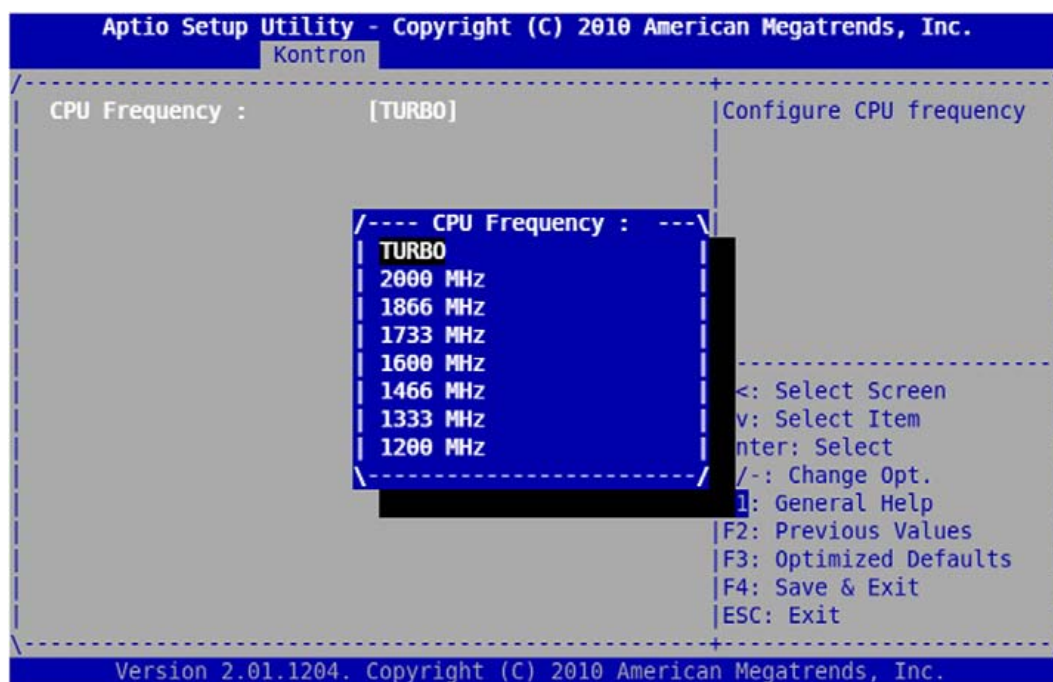 Aptio Setup Utility - Copyright (C) 2010 American Megatrends, Inc.
Kontron
CPU Frequency : [TURBO]
Configure CPU frequency
CPU Frequency :
TURBO
2000 MHz
1866 MHz
1733 MHz
1600 MHz
1466 MHz
1333 MHz
1200 MHz
<: Select Screen
v: Select Item
nter: Select
/-: Change Opt.
1: General Help
F2: Previous Values
F3: Optimized Defaults
F4: Save & Exit
ESC: Exit
Version 2.01.1204. Copyright (C) 2010 American Megatrends, Inc.